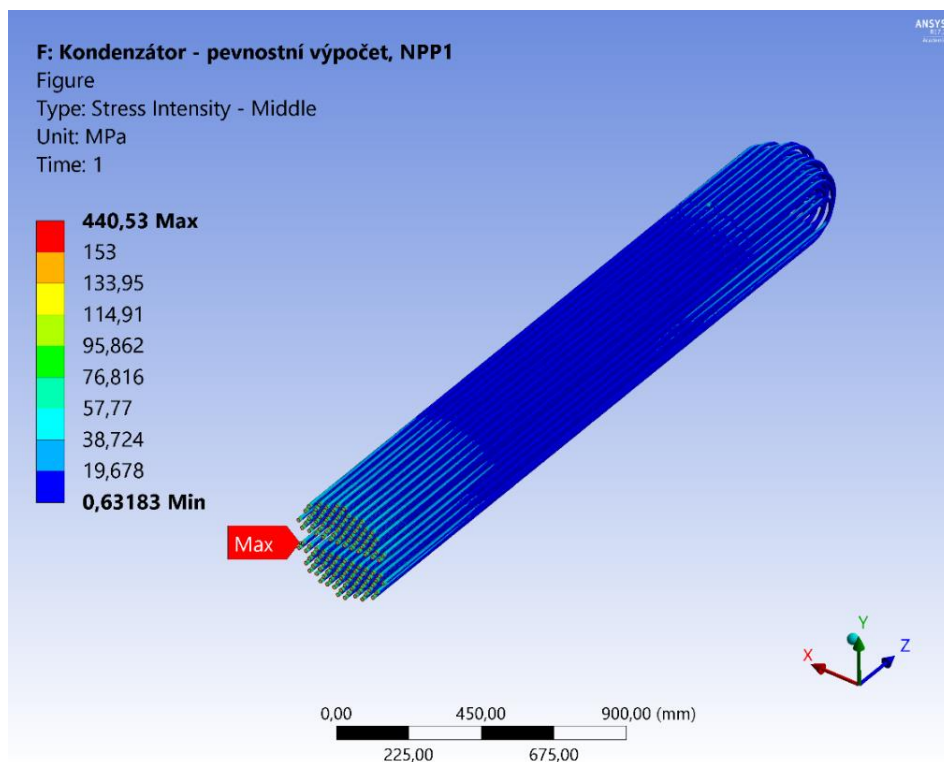 ANSYS
F: Kondenzátor - pevnostní výpočet, NPP1
Figure
Type: Stress Intensity - Middle
Unit: MPa
Time: 1
440,53 Max
153
133,95
114,91
95,862
76,816
57,77
38,724
19,678
0,63183 Min
Max
Y
X
Z
0,00 450,00 900,00 (mm)
225,00 675,00